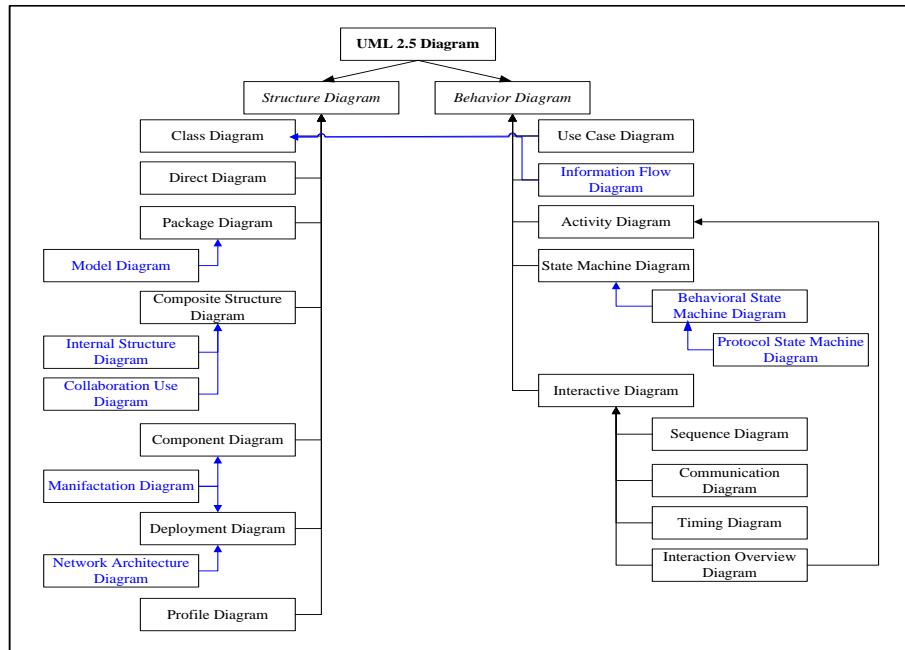 UML 2.5 Diagram
Structure Diagram
Behavior Diagram
Class Diagram
Use Case Diagram
Direct Diagram
Information Flow
Diagram
Package Diagram
Activity Diagram
Model Diagram
State Machine Diagram
Composite Structure
Diagram
Behavioral State
Machine Diagram
Internal Structure
Diagram
Protocol State Machine
Diagram
Collaboration Use
Diagram
Interactive Diagram
Component Diagram
Sequence Diagram
Manifactation Diagram
Communication
Diagram
Deployment Diagram
Timing Diagram
Network Architecture
Diagram
Interaction Overview
Diagram
Profile Diagram